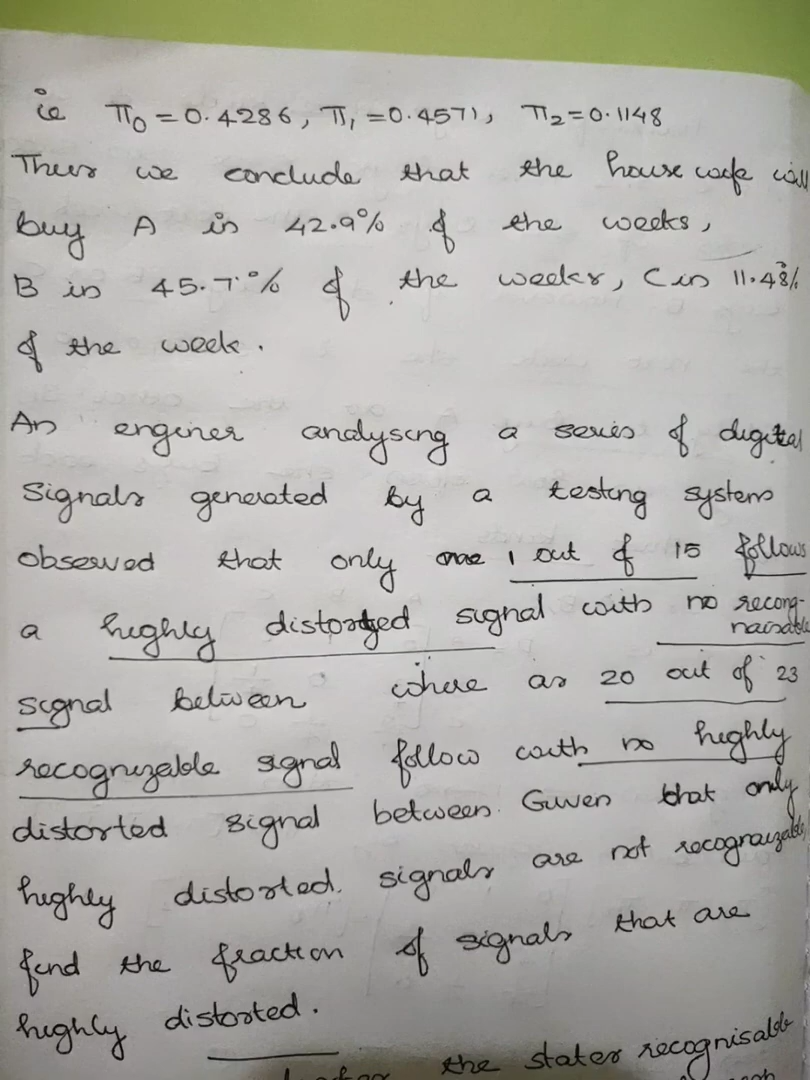 ie π₀ = 0.4286, π₁ = 0.4571, π₂ = 0.1148
Thus we conclude that the house wife will
buy A in 42.9% of the weeks,
B in 45.7% of the weeks, C in 11.48%
of the week.
An enginer analysing a series of digital
Signals generated by a testing system
observed that only 1 out of 15 follows
a highly distorted signal with no recong-
naisable
signal between where as 20 out of 23
recognizable signal follow with no highly
distorted signal between. Given that only
highly distorted signals are not recognizable,
find the fraction of signals that are
highly distorted.
the states recognisable